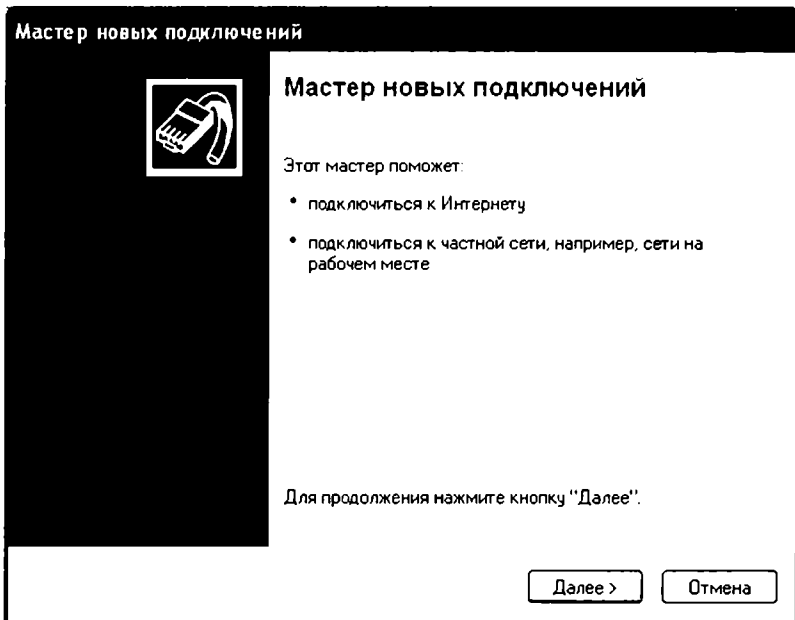 Мастер новых подключений
Мастер новых подключений
Этот мастер поможет:
• подключиться к Интернету
• подключиться к частной сети, например, сети на
рабочем месте
Для продолжения нажмите кнопку "Далее".
Далее >
Отмена